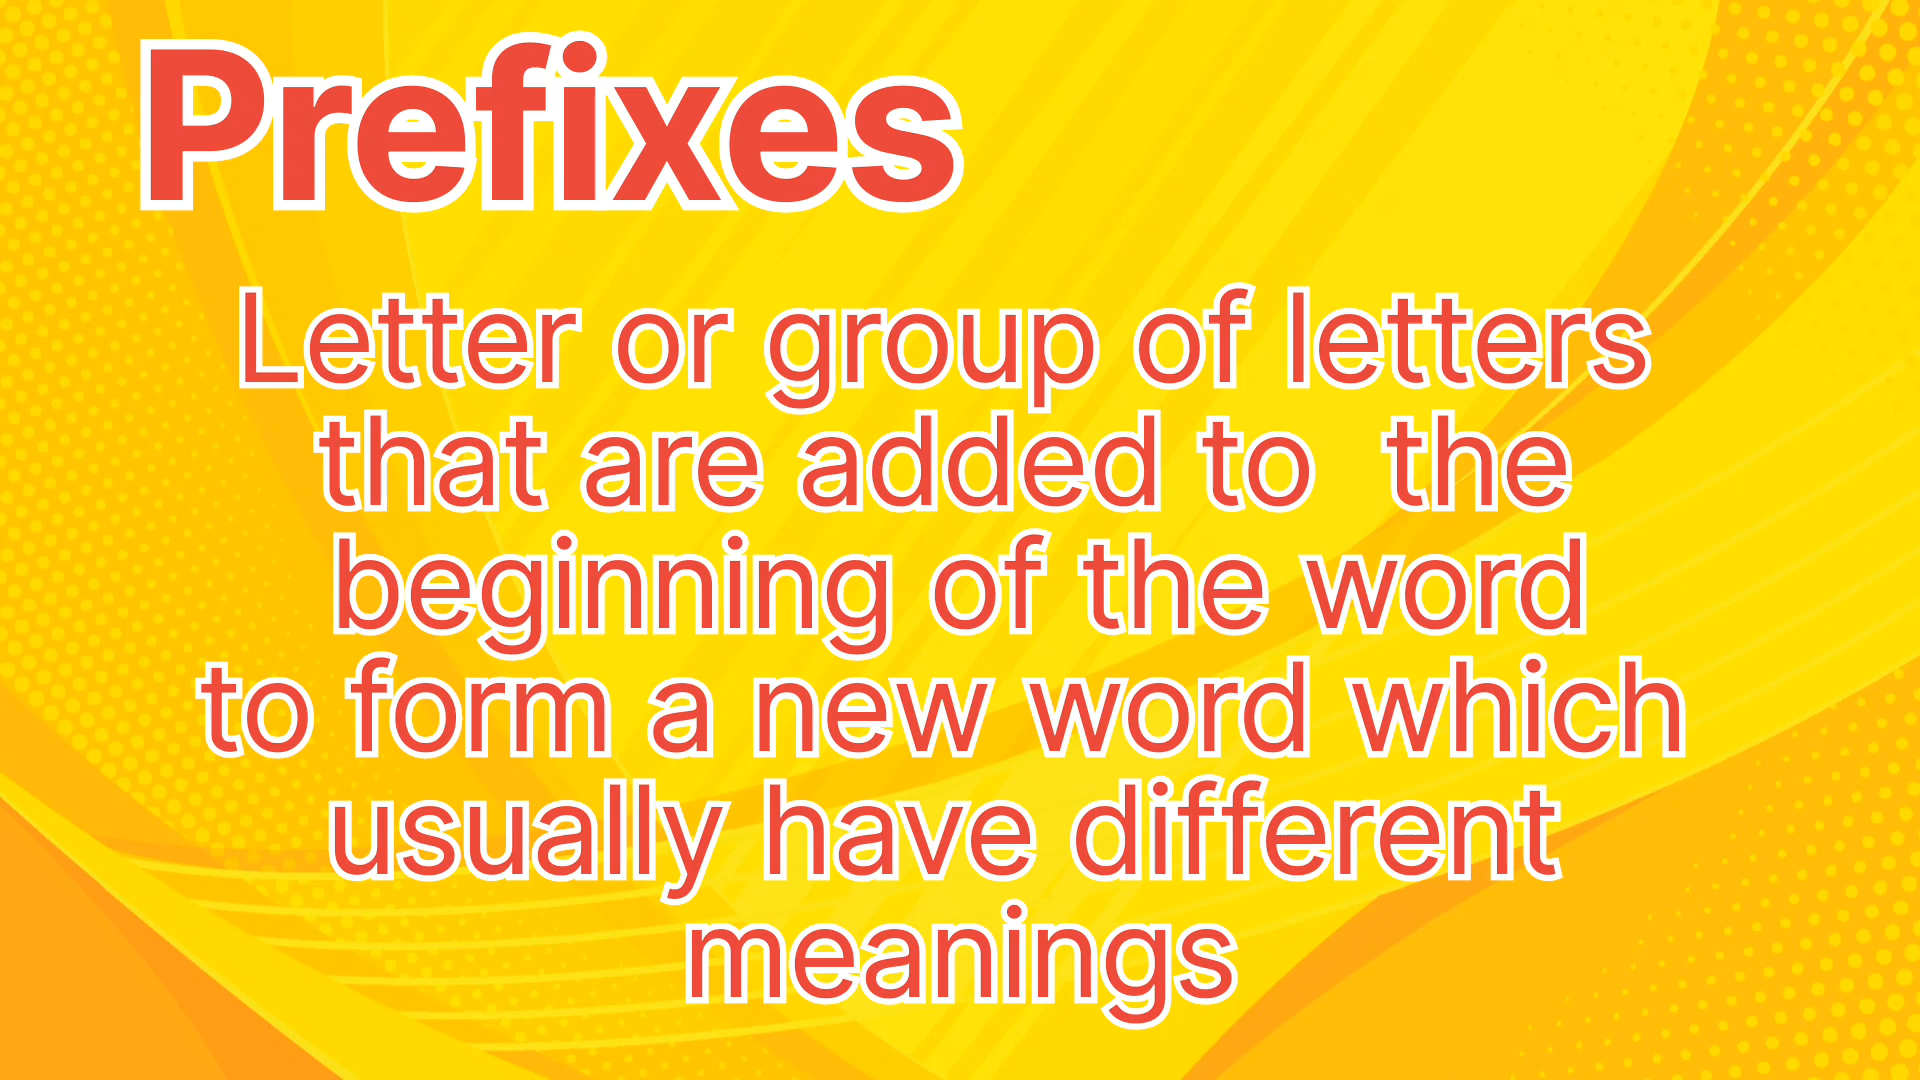 Prefixes
Letter or group of letters
that are added to  the
beginning of the word
to form a new word which
usually have different
meanings